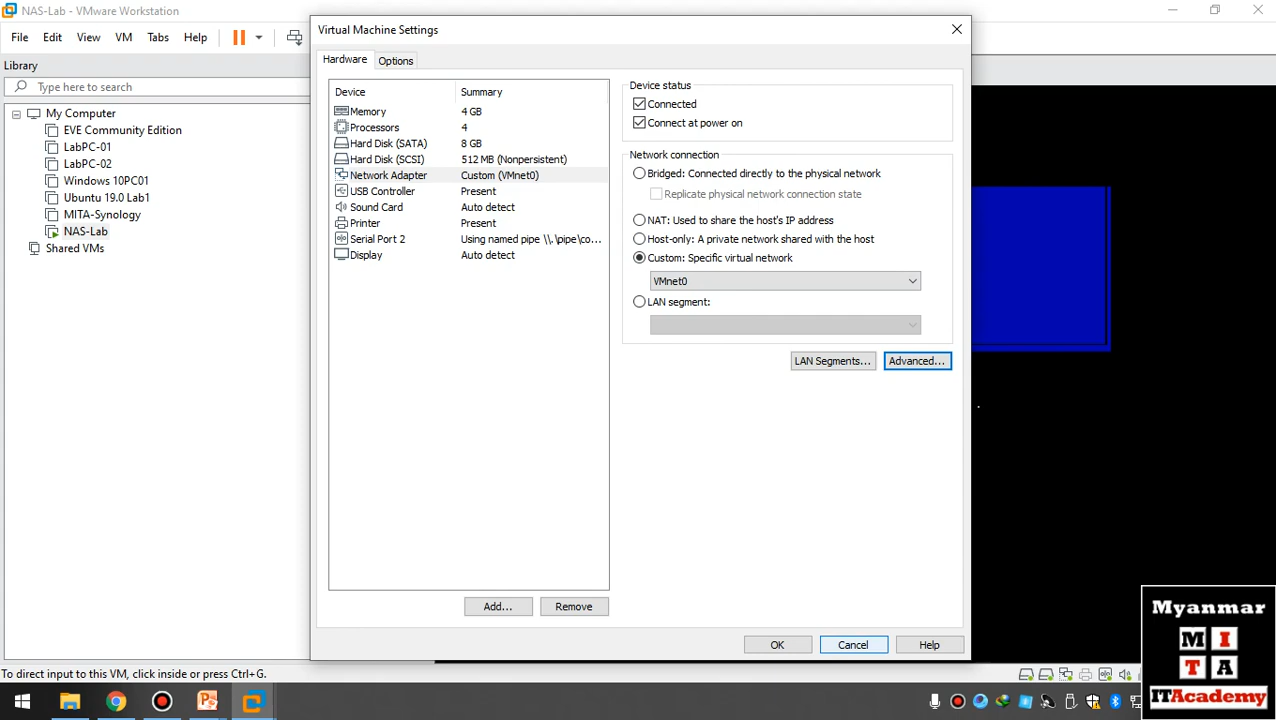 NAS-Lab - VMware Workstation
File Edit View VM Tabs Help
Library
Type here to search
My Computer
EVE Community Edition
LabPC-01
LabPC-02
Windows 10PC01
Ubuntu 19.0 Lab1
MITA-Synology
NAS-Lab
Shared VMs
Virtual Machine Settings
Hardware Options
Device Summary
Memory 4 GB
Processors 4
Hard Disk (SATA) 8 GB
Hard Disk (SCSI) 512 MB (Nonpersistent)
Network Adapter Custom (VMnet0)
USB Controller Present
Sound Card Auto detect
Printer Present
Serial Port 2 Using named pipe \\.\pipe\co...
Display Auto detect
Add... Remove
Device status
Connected
Connect at power on
Network connection
Bridged: Connected directly to the physical network
Replicate physical network connection state
NAT: Used to share the host's IP address
Host-only: A private network shared with the host
Custom: Specific virtual network
VMnet0
LAN segment:
LAN Segments... Advanced...
OK Cancel Help
To direct input to this VM, click inside or press Ctrl+G.
Myanmar
M I
T A
ITAcademy